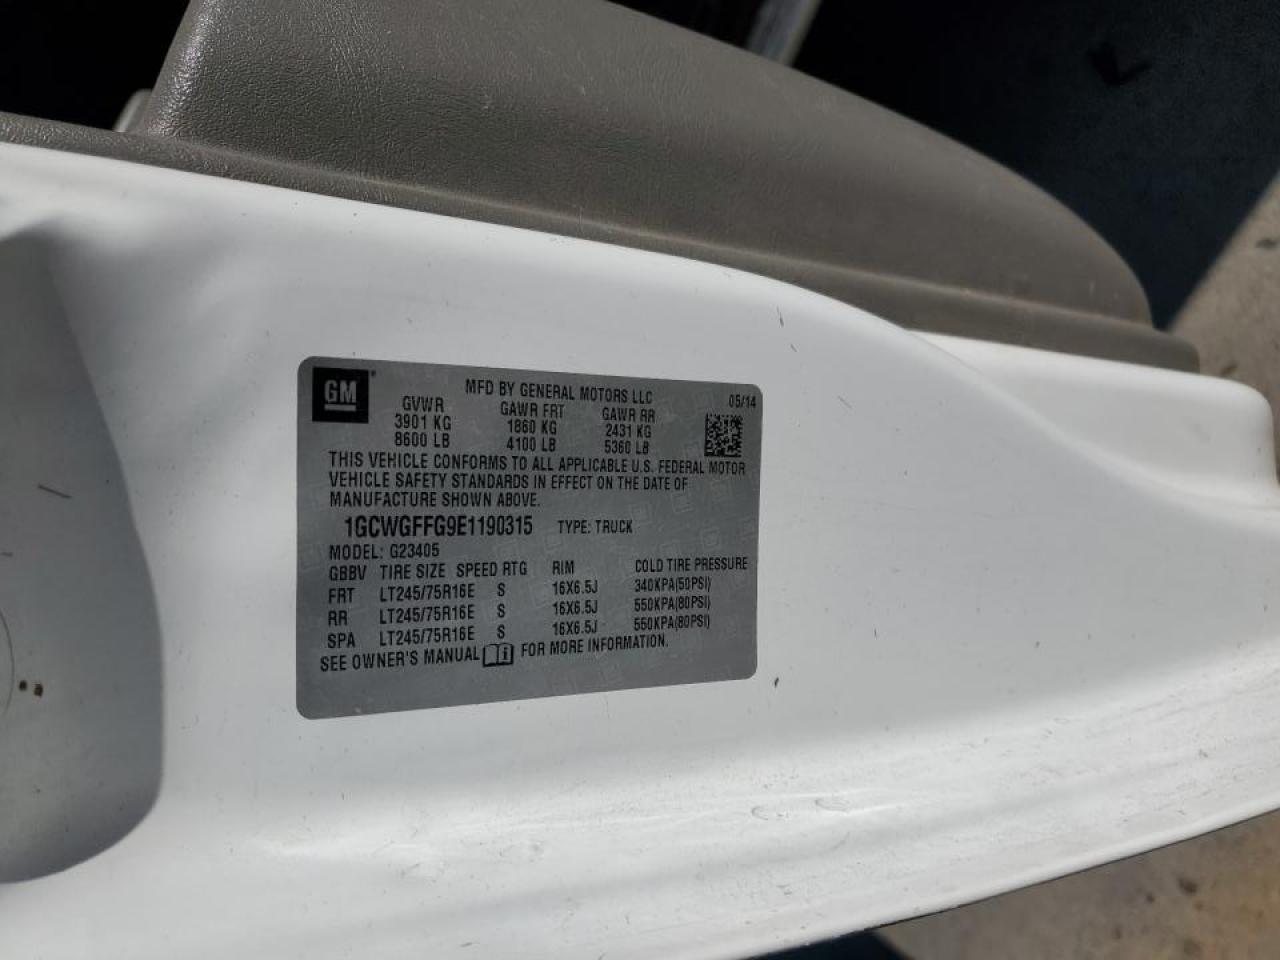 GM®
MFD BY GENERAL MOTORS LLC 05/14
GVWR GAWR FRT GAWR RR
3901 KG 1860 KG 2431 KG
8600 LB 4100 LB 5360 LB
THIS VEHICLE CONFORMS TO ALL APPLICABLE U.S. FEDERAL MOTOR
VEHICLE SAFETY STANDARDS IN EFFECT ON THE DATE OF
MANUFACTURE SHOWN ABOVE.
1GCWGFFG9E1190315 TYPE: TRUCK
MODEL: G23405
GBBV TIRE SIZE SPEED RTG RIM COLD TIRE PRESSURE
FRT LT245/75R16E S 16X6.5J 340KPA(50PSI)
RR LT245/75R16E S 16X6.5J 550KPA(80PSI)
SPA LT245/75R16E S 16X6.5J 550KPA(80PSI)
SEE OWNER'S MANUAL FOR MORE INFORMATION.